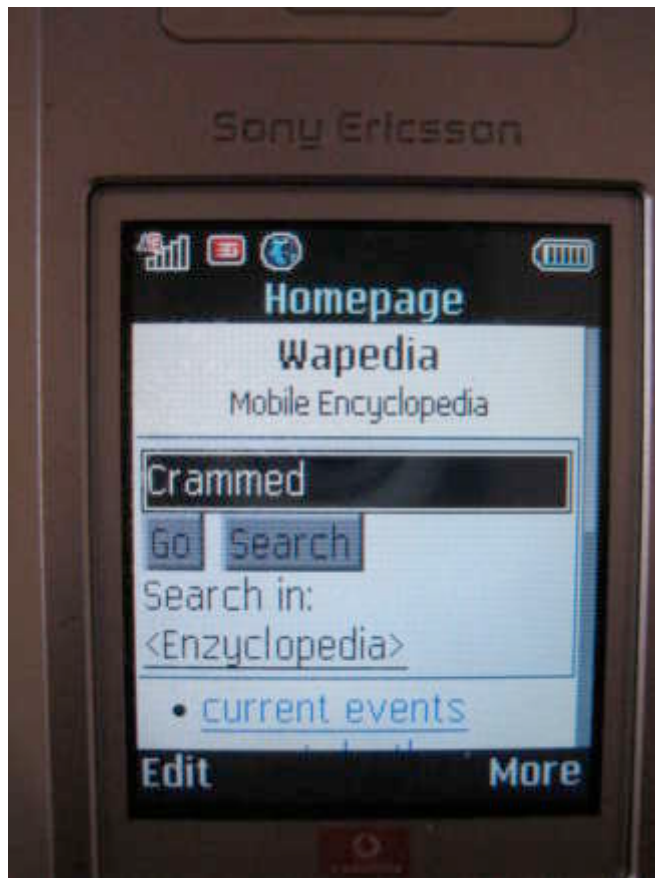 Sony Ericsson
Homepage
Wapedia
Mobile Encyclopedia
Crammed
Go Search
Search in:
<Enzyclopedia>
current events
Edit More